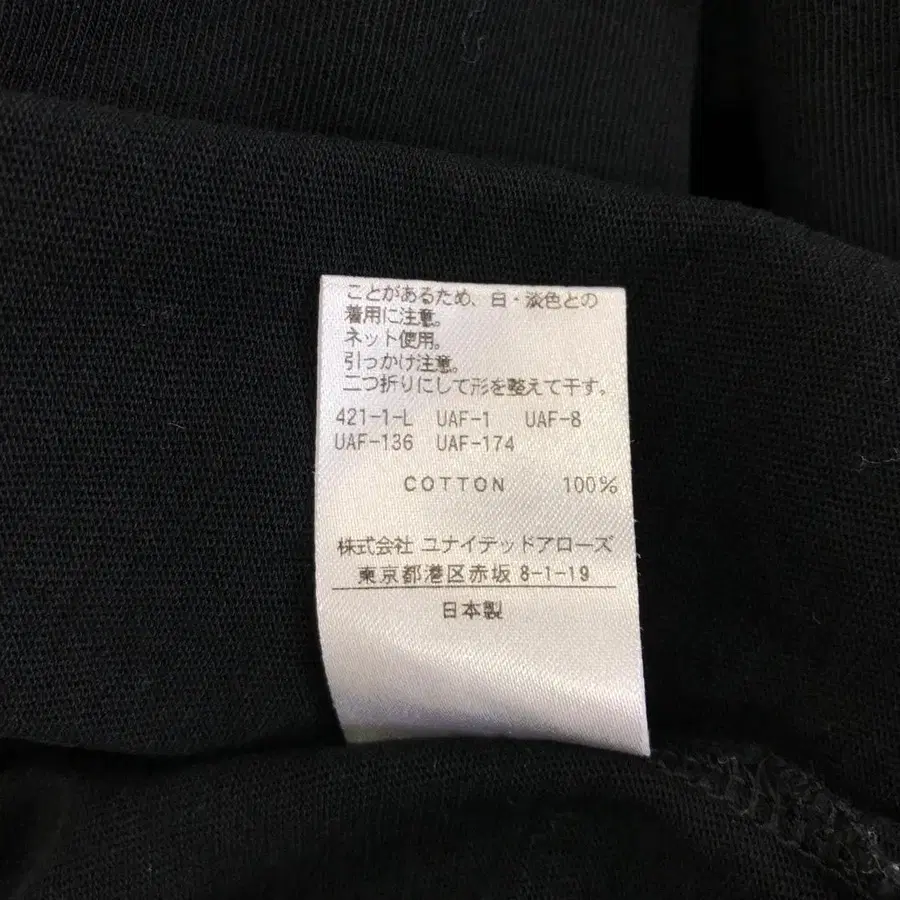 ことがあるため、白・淡色との
着用に注意。
ネット使用。
引っかけ注意。
二つ折りにして形を整えて干す。
421-1-L UAF-1 UAF-8
UAF-136 UAF-174
COTTON 100%
株式会社 ユナイテッドアローズ
東京都港区赤坂 8-1-19
日本製